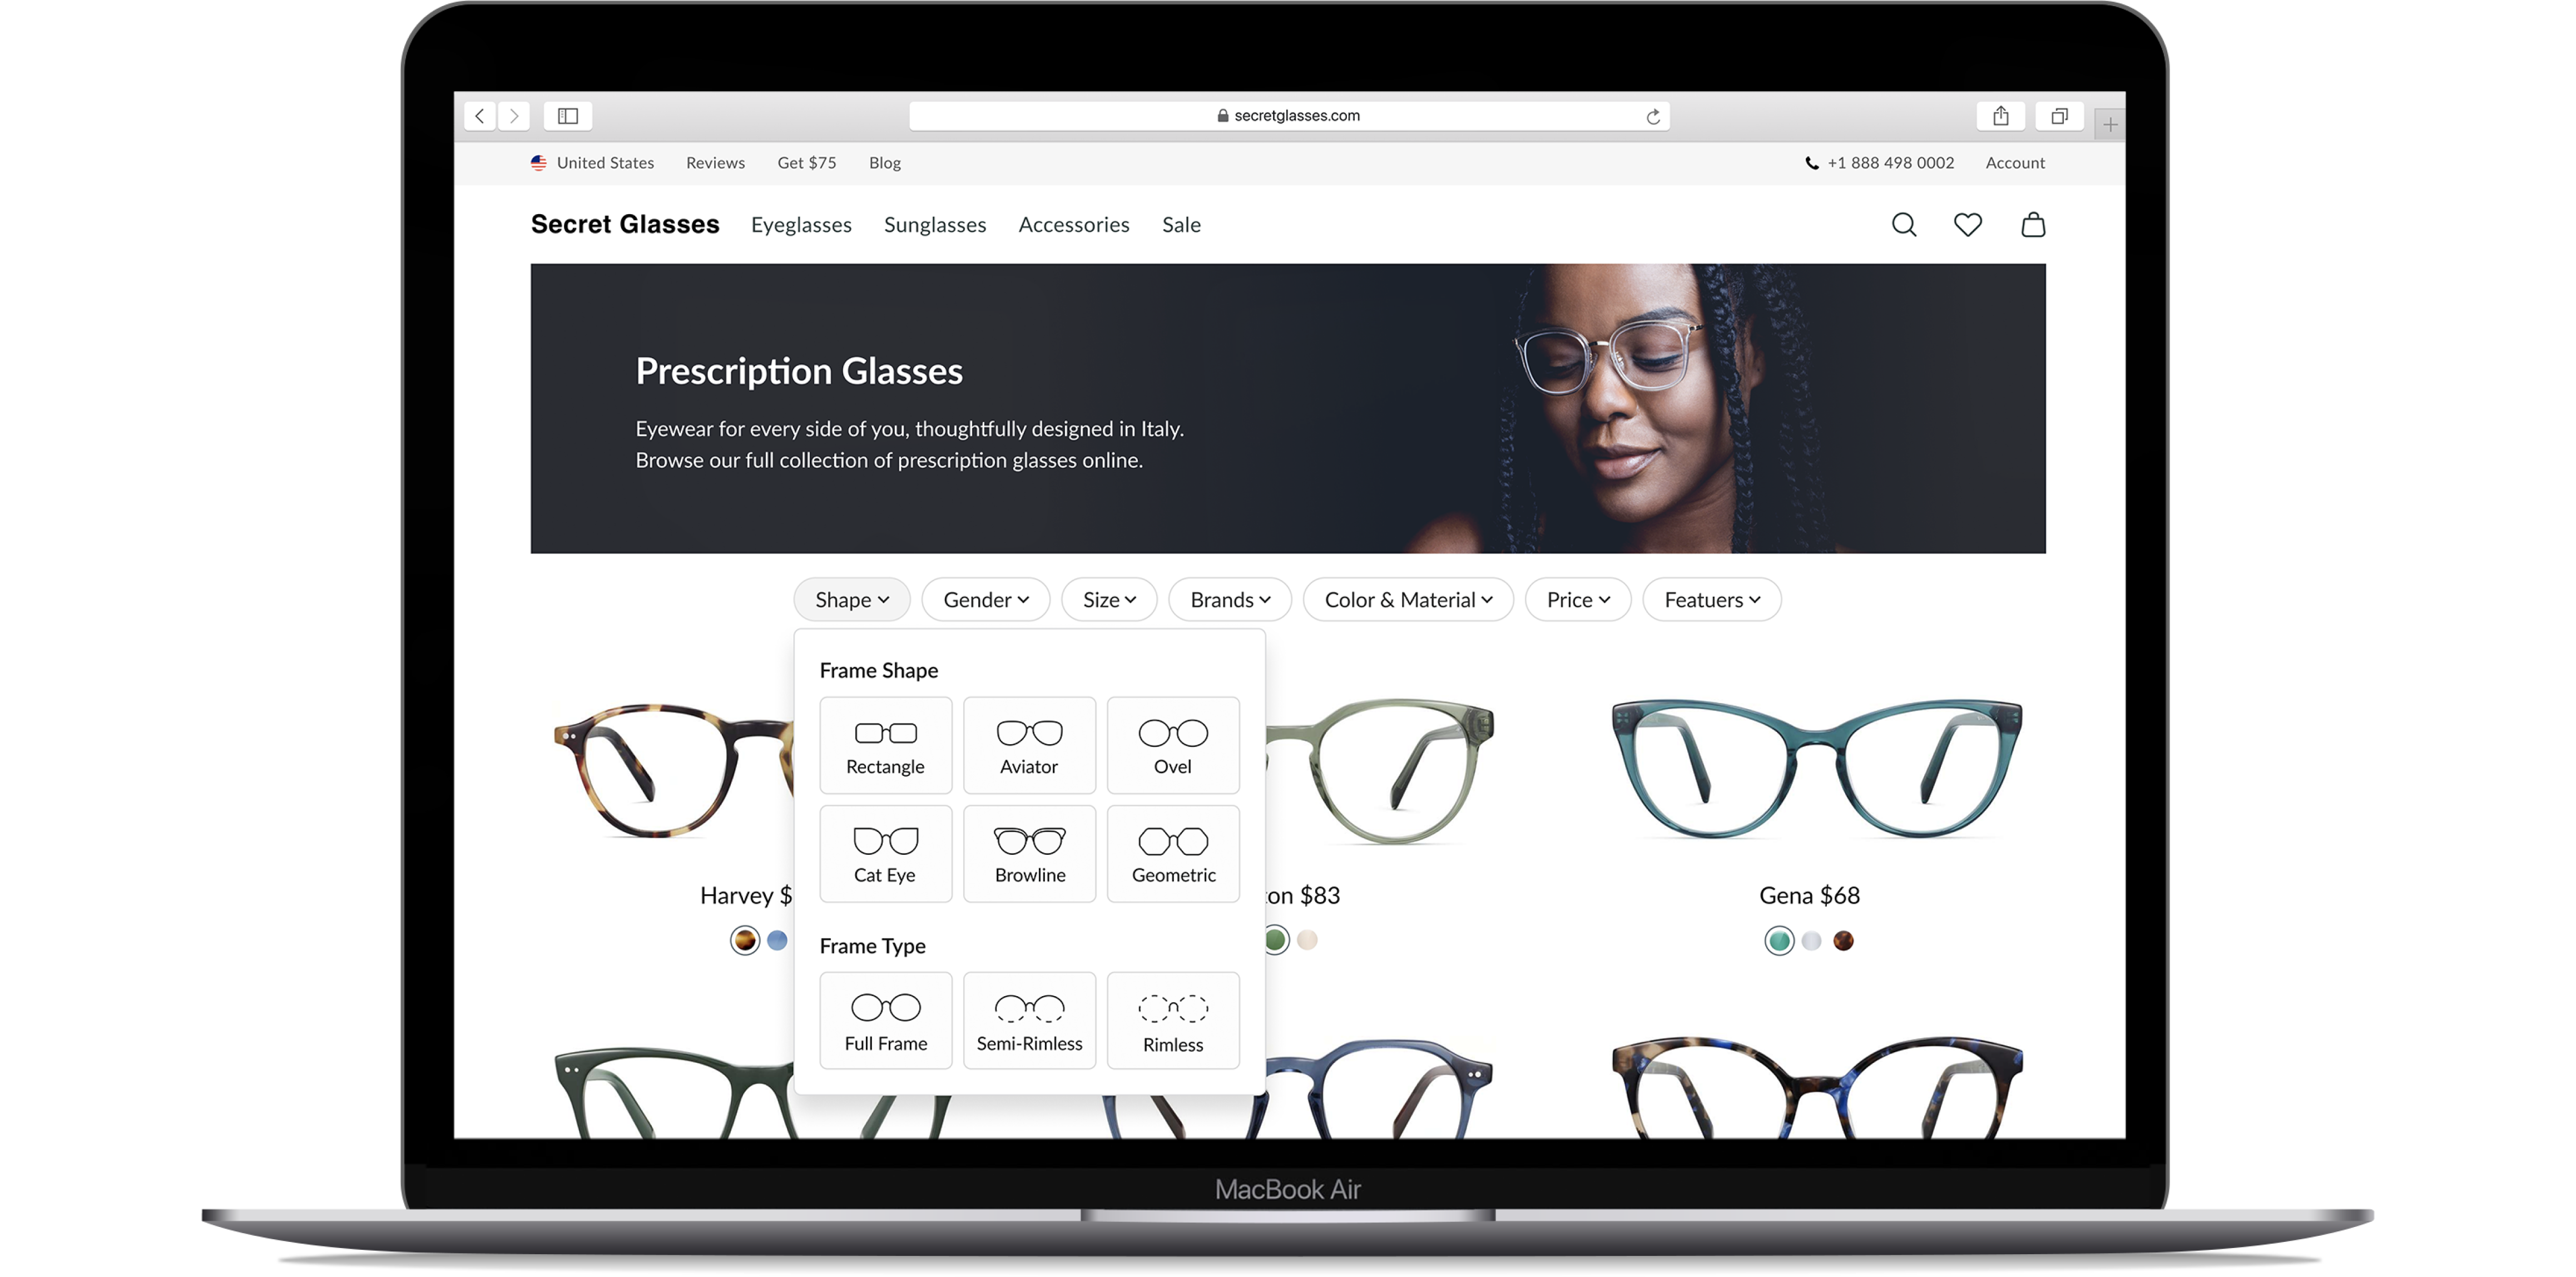 secretglasses.com
United States Reviews Get $75 Blog +1 888 498 0002 Account
Secret Glasses Eyeglasses Sunglasses Accessories Sale
Prescription Glasses
Eyewear for every side of you, thoughtfully designed in Italy.
Browse our full collection of prescription glasses online.
Shape Gender Size Brands Color & Material Price Featuers
Frame Shape
Rectangle Aviator Ovel
Cat Eye Browline Geometric
Harvey $ on $83 Gena $68
Frame Type
Full Frame Semi-Rimless Rimless
MacBook Air